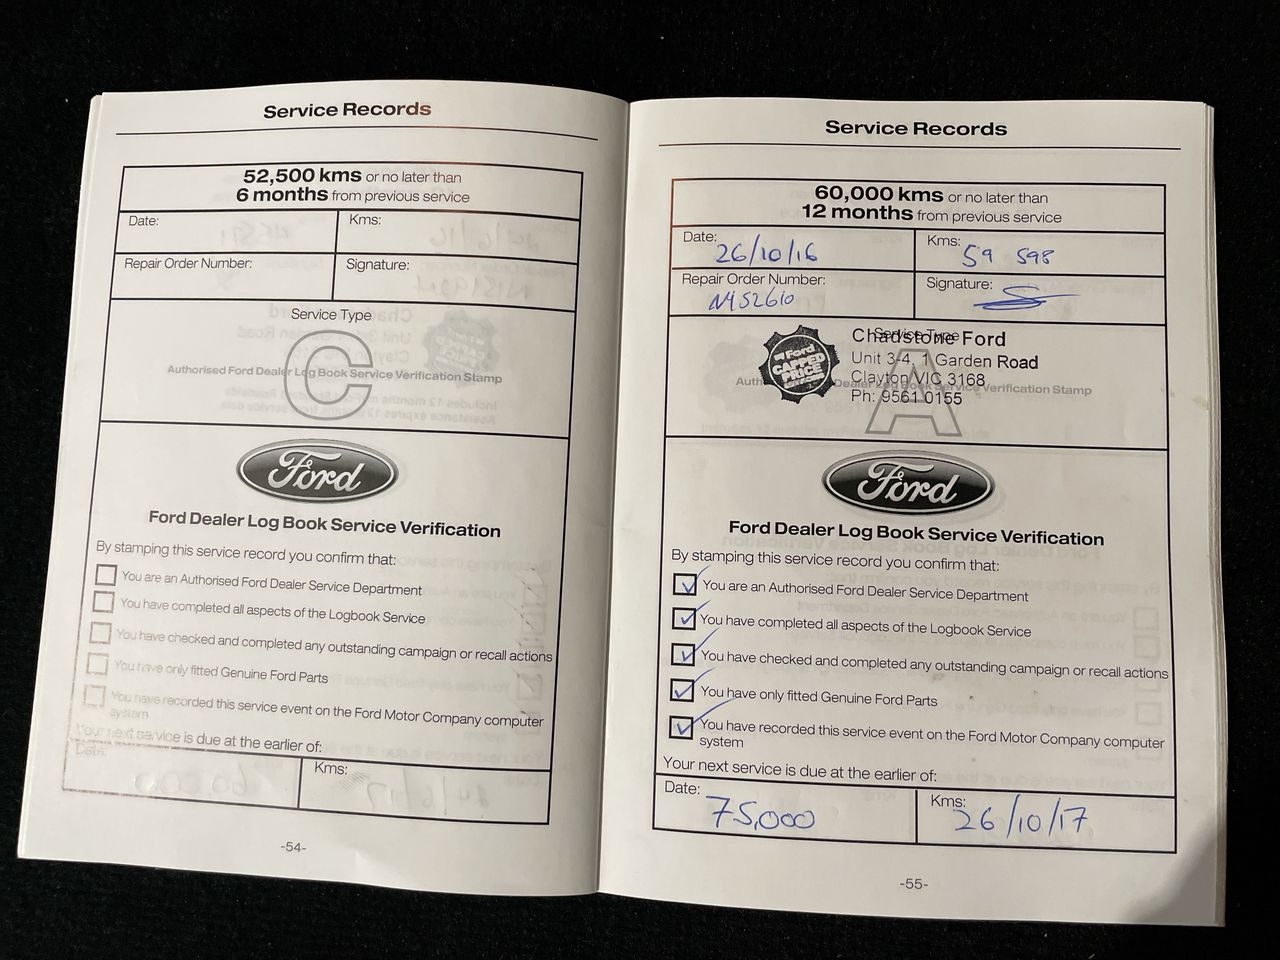 Service Records
52,500 kms or no later than
6 months from previous service
Date:
Kms:
Repair Order Number:
Signature:
Service Type
C
Authorised Ford Dealer Log Book Service Verification Stamp
Ford
Ford Dealer Log Book Service Verification
By stamping this service record you confirm that:
You are an Authorised Ford Dealer Service Department
You have completed all aspects of the Logbook Service
You have checked and completed any outstanding campaign or recall actions
You have only fitted Genuine Ford Parts
You have recorded this service event on the Ford Motor Company computer
system
Your next service is due at the earlier of:
Date:
Kms:
-54-
Service Records
60,000 kms or no later than
12 months from previous service
Date: 26/10/16
Kms: 59 598
Repair Order Number:
Signature:
Service Type
Chadstone Ford
Unit 3-4, 1 Garden Road
Clayton VIC 3168
Ph: 9561 0155
Ford
CAPPED
PRICE
A
Dealer Log Book Service Verification Stamp
Ford
Ford Dealer Log Book Service Verification
By stamping this service record you confirm that:
You are an Authorised Ford Dealer Service Department
You have completed all aspects of the Logbook Service
You have checked and completed any outstanding campaign or recall actions
You have only fitted Genuine Ford Parts
You have recorded this service event on the Ford Motor Company computer
system
Your next service is due at the earlier of:
Date: 75,000
Kms: 26/10/17
-55-